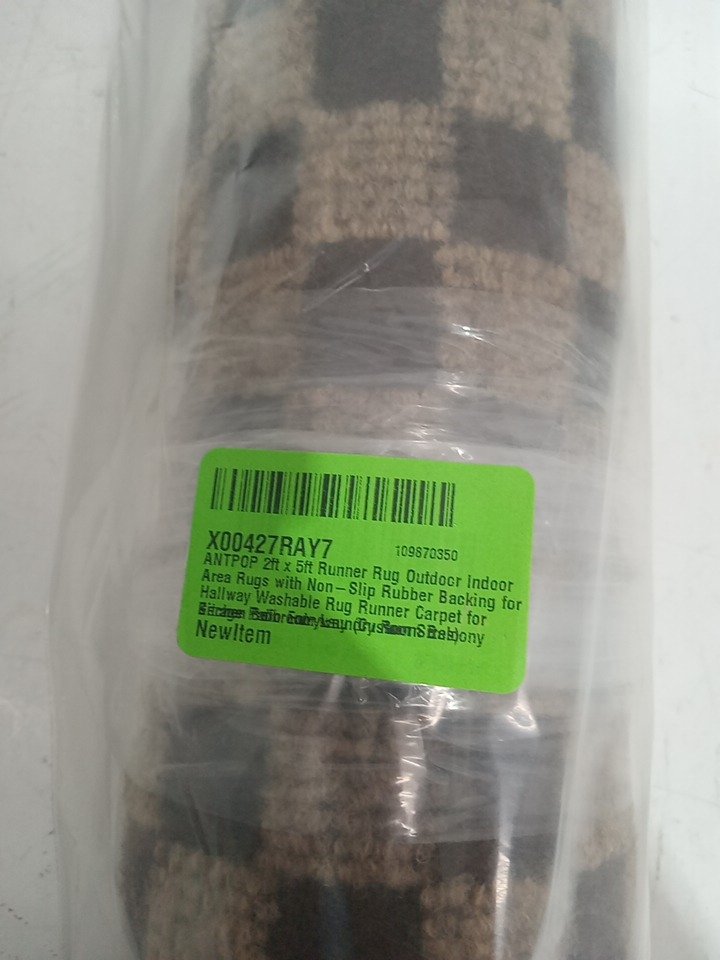 X00427RAY7
109870350
ANTPOP 2ft x 5ft Runner Rug Outdoor Indoor
Area Rugs with Non-Slip Rubber Backing for
Hallway Washable Rug Runner Carpet for
NewItem